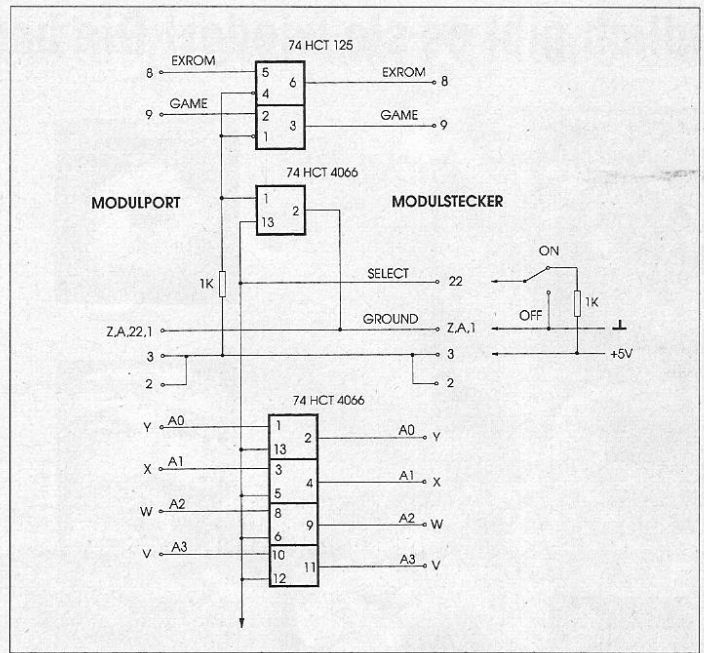 74 HCT 125
EXROM
8
5
4
6
EXROM
8
GAME
9
2
1
3
GAME
9
74 HCT 4066
MODULPORT
MODULSTECKER
1
13
2
ON
1K
SELECT
22
1K
OFF
Z,A,22,1
GROUND
Z,A,1
3
3
+5V
2
2
74 HCT 4066
Y A0
1
13
2
A0 Y
X A1
3
5
4
A1 X
W A2
8
6
9
A2 W
V A3
10
12
11
A3 V